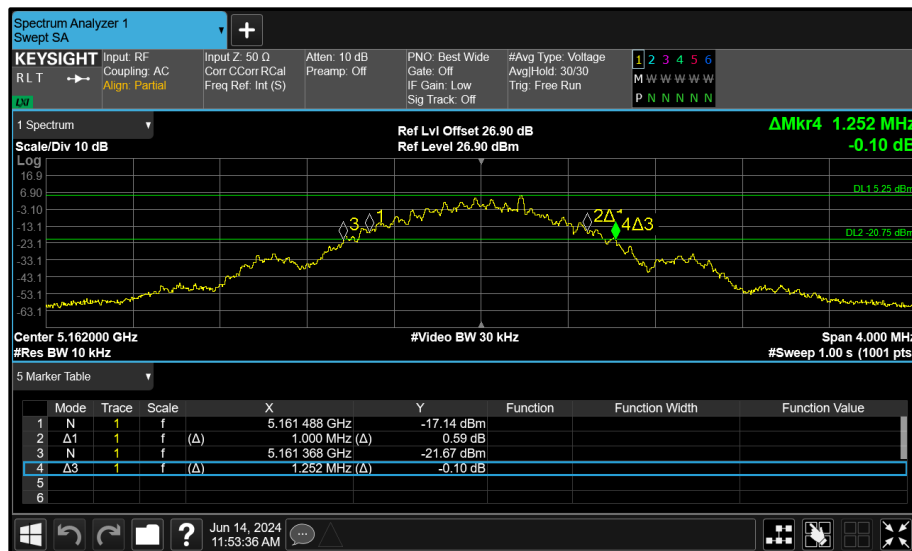 Spectrum Analyzer 1
Swept SA
+
KEYSIGHT
RLT
LXI
Input: RF
Coupling: AC
Align: Partial
Input Z: 50 Ω
Corr CCorr RCal
Freq Ref: Int (S)
Atten: 10 dB
Preamp: Off
PNO: Best Wide
Gate: Off
IF Gain: Low
Sig Track: Off
#Avg Type: Voltage
Avg|Hold: 30/30
Trig: Free Run
1 2 3 4 5 6
M W W W W W
P N N N N N
1 Spectrum
Scale/Div 10 dB
Ref Lvl Offset 26.90 dB
Ref Level 26.90 dBm
ΔMkr4 1.252 MHz
-0.10 dB
Log
16.9
6.90
-3.10
-13.1
-23.1
-33.1
-43.1
-53.1
-63.1
DL1 5.25 dBm
3 1 2Δ1 4Δ3
DL2 -20.75 dBm
Center 5.162000 GHz #Video BW 30 kHz Span 4.000 MHz
#Res BW 10 kHz #Sweep 1.00 s (1001 pts
5 Marker Table
Mode Trace Scale X Y Function Function Width Function Value
1 N 1 f 5.161 488 GHz -17.14 dBm
2 Δ1 1 f (Δ) 1.000 MHz (Δ) 0.59 dB
3 N 1 f 5.161 368 GHz -21.67 dBm
4 Δ3 1 f (Δ) 1.252 MHz (Δ) -0.10 dB
5
6
?
Jun 14, 2024
11:53:36 AM